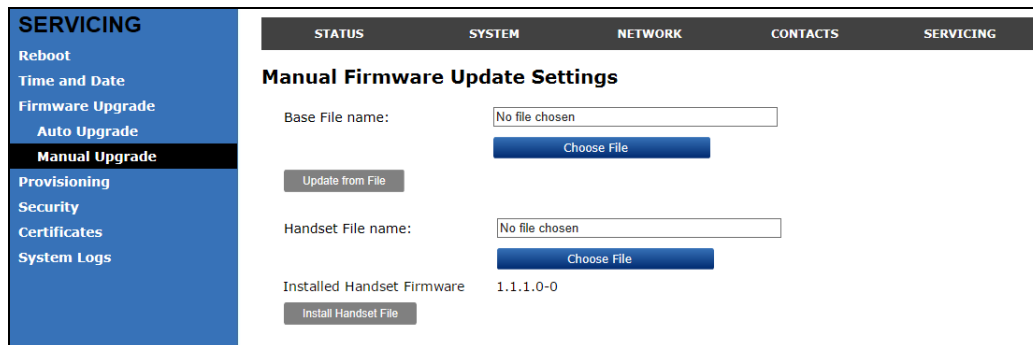 SERVICING
Reboot
Time and Date
Firmware Upgrade
Auto Upgrade
Manual Upgrade
Provisioning
Security
Certificates
System Logs
STATUS SYSTEM NETWORK CONTACTS SERVICING
Manual Firmware Update Settings
Base File name: No file chosen
Choose File
Update from File
Handset File name: No file chosen
Choose File
Installed Handset Firmware 1.1.1.0-0
Install Handset File